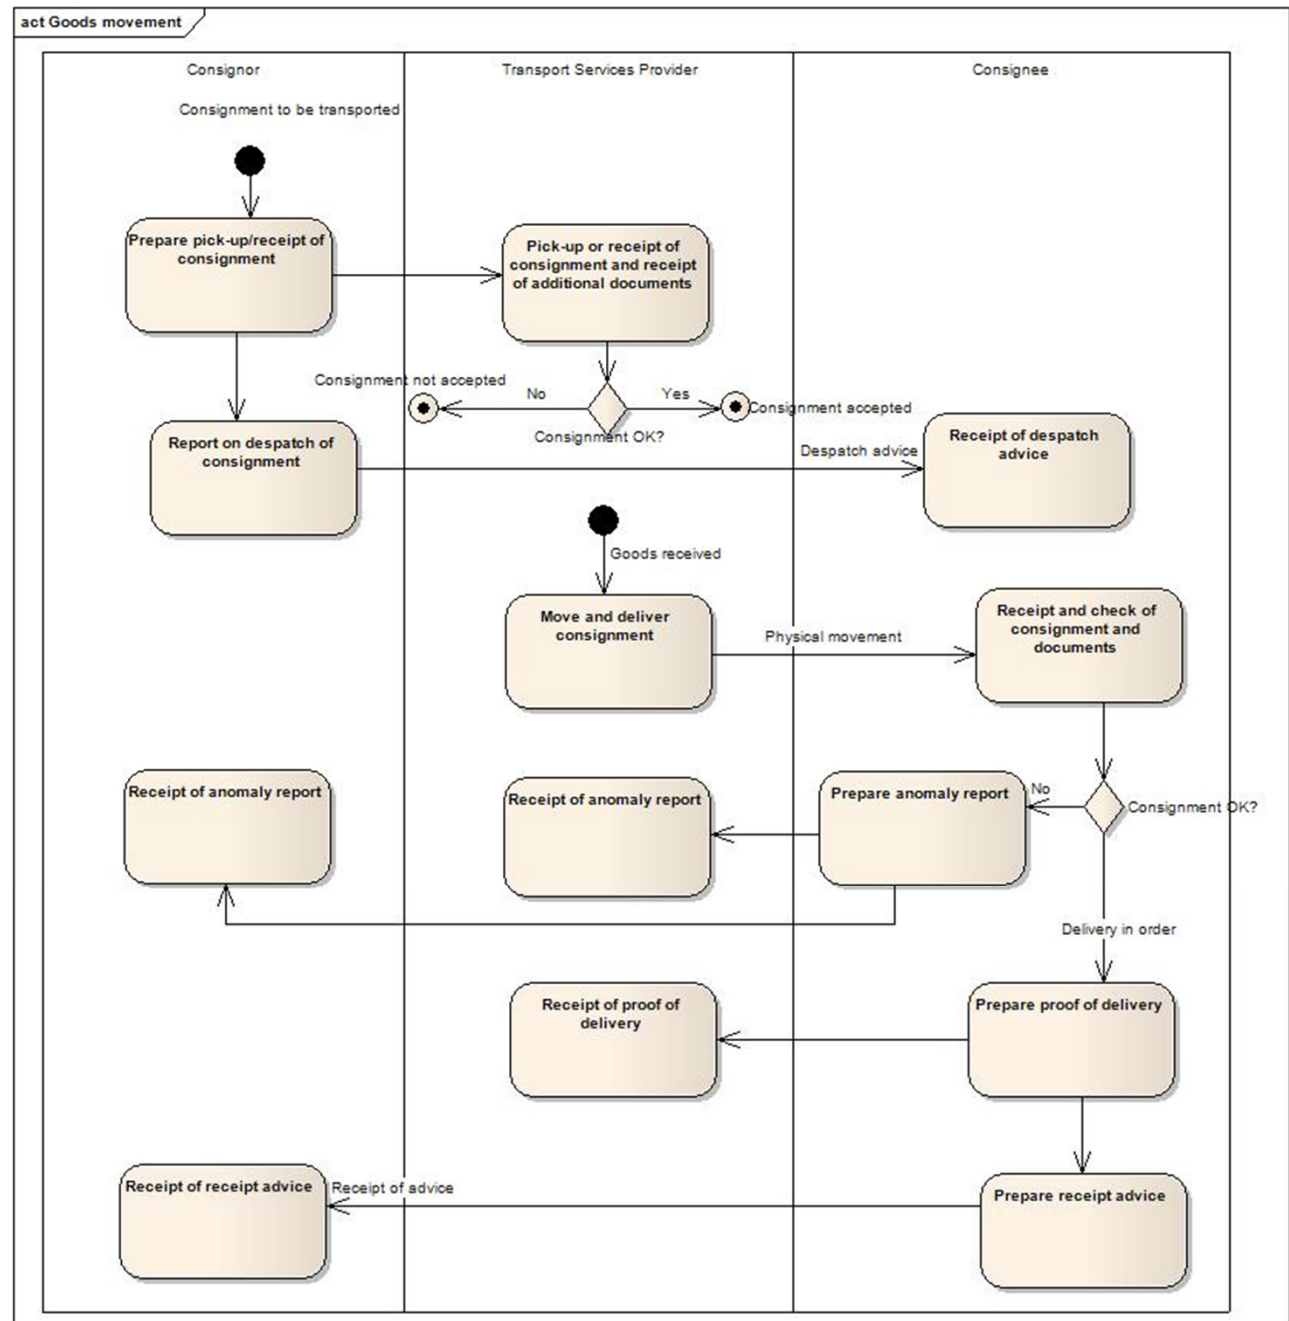 act Goods movement
Consignor
Transport Services Provider
Consignee
Consignment to be transported
Prepare pick-up/receipt of
consignment
Pick-up or receipt of
consignment and receipt
of additional documents
Consignment not accepted
No
Yes
Consignment accepted
Consignment OK?
Report on despatch of
consignment
Despatch advice
Receipt of despatch
advice
Goods received
Move and deliver
consignment
Physical movement
Receipt and check of
consignment and
documents
Receipt of anomaly report
Receipt of anomaly report
Prepare anomaly report
No
Consignment OK?
Delivery in order
Receipt of proof of
delivery
Prepare proof of delivery
Receipt of receipt advice
Receipt of advice
Prepare receipt advice